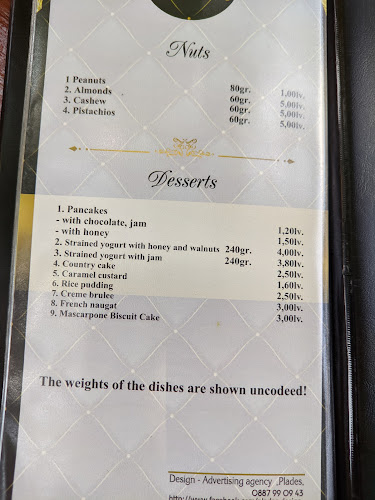 Nuts
1 Peanuts 80gr. 1,00lv.
2. Almonds 60gr. 5,00lv.
3. Cashew 60gr. 5,00lv.
4. Pistachios 60gr. 5,00lv.
Desserts
1. Pancakes
- with chocolate, jam 1,20lv.
- with honey 1,50lv.
2. Strained yogurt with honey and walnuts 240gr. 4,00lv.
3. Strained yogurt with jam 240gr. 3,80lv.
4. Country cake 2,50lv.
5. Caramel custard 1,60lv.
6. Rice pudding 2,50lv.
7. Creme brulee 3,00lv.
8. French naugat 3,00lv.
9. Mascarpone Biscuit Cake
The weights of the dishes are shown uncodeed!
Design - Advertising agency ,Plades,
0887 99 09 43